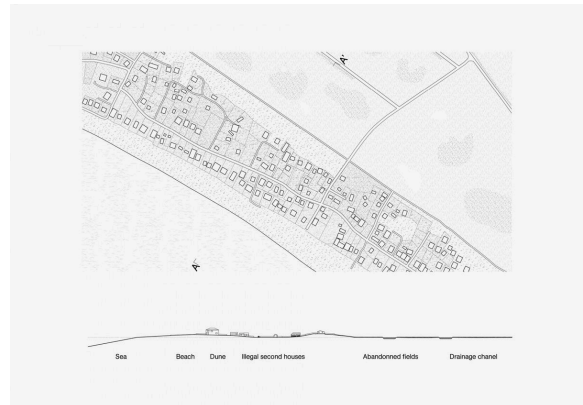 A'
A
Sea Beach Dune Illegal second houses Abandonned fields Drainage chanel